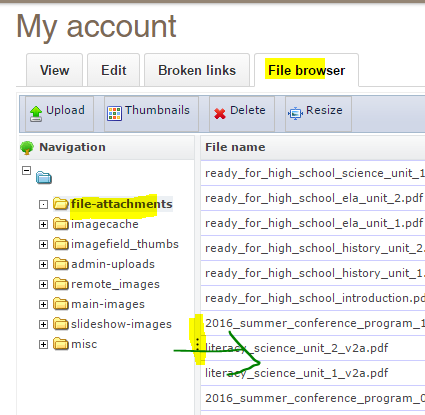 My account
View Edit Broken links File browser
Upload Thumbnails Delete Resize
Navigation File name
ready_for_high_school_science_unit_1
ready_for_high_school_ela_unit_2.pdf
file-attachments
ready_for_high_school_ela_unit_1.pdf
imagecache
imagefield_thumbs
ready_for_high_school_history_unit_2.
admin-uploads
ready_for_high_school_history_unit_1.
remote_images
main-images
ready_for_high_school_introduction.pd
slideshow-images
2016_summer_conference_program_1
misc
literacy_science_unit_2_v2a.pdf
literacy_science_unit_1_v2a.pdf
2016_summer_conference_program_0